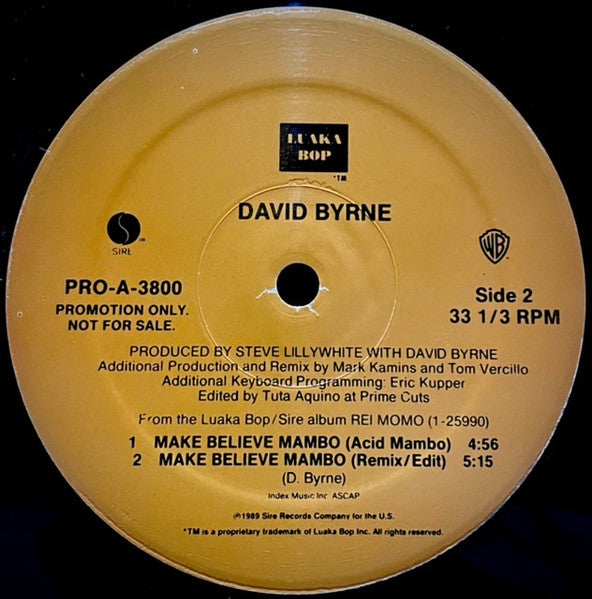 LUAKA
BOP
*TM
DAVID BYRNE
SIRE
TM
WB
PRO-A-3800
PROMOTION ONLY.
NOT FOR SALE.
Side 2
33 1/3 RPM
PRODUCED BY STEVE LILLYWHITE WITH DAVID BYRNE
Additional Production and Remix by Mark Kamins and Tom Vercillo
Additional Keyboard Programming: Eric Kupper
Edited by Tuta Aquino at Prime Cuts
From the Luaka Bop/Sire album REI MOMO (1-25990)
1 MAKE BELIEVE MAMBO (Acid Mambo) 4:56
2 MAKE BELIEVE MAMBO (Remix/Edit) 5:15
(D. Byrne)
Index Music Inc. ASCAP
℗1989 Sire Records Company for the U.S.
*TM is a proprietary trademark of Luaka Bop Inc. All rights reserved.